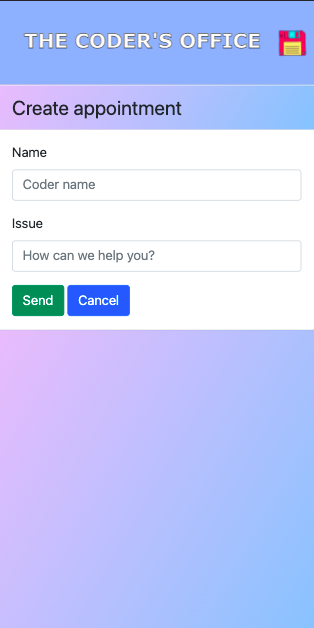 THE CODER'S OFFICE
Create appointment
Name
Coder name
Issue
How can we help you?
Send Cancel